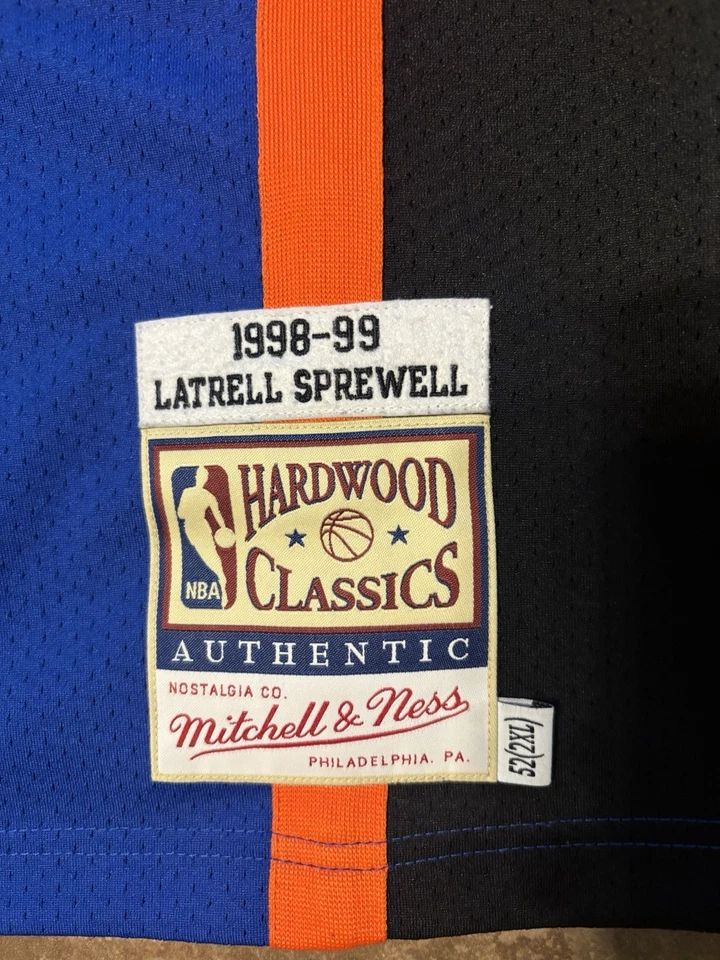 1998-99
LATRELL SPREWELL
HARDWOOD
NBA
CLASSICS
AUTHENTIC
NOSTALGIA CO.
Mitchell & Ness
PHILADELPHIA. PA.
52(2XL)